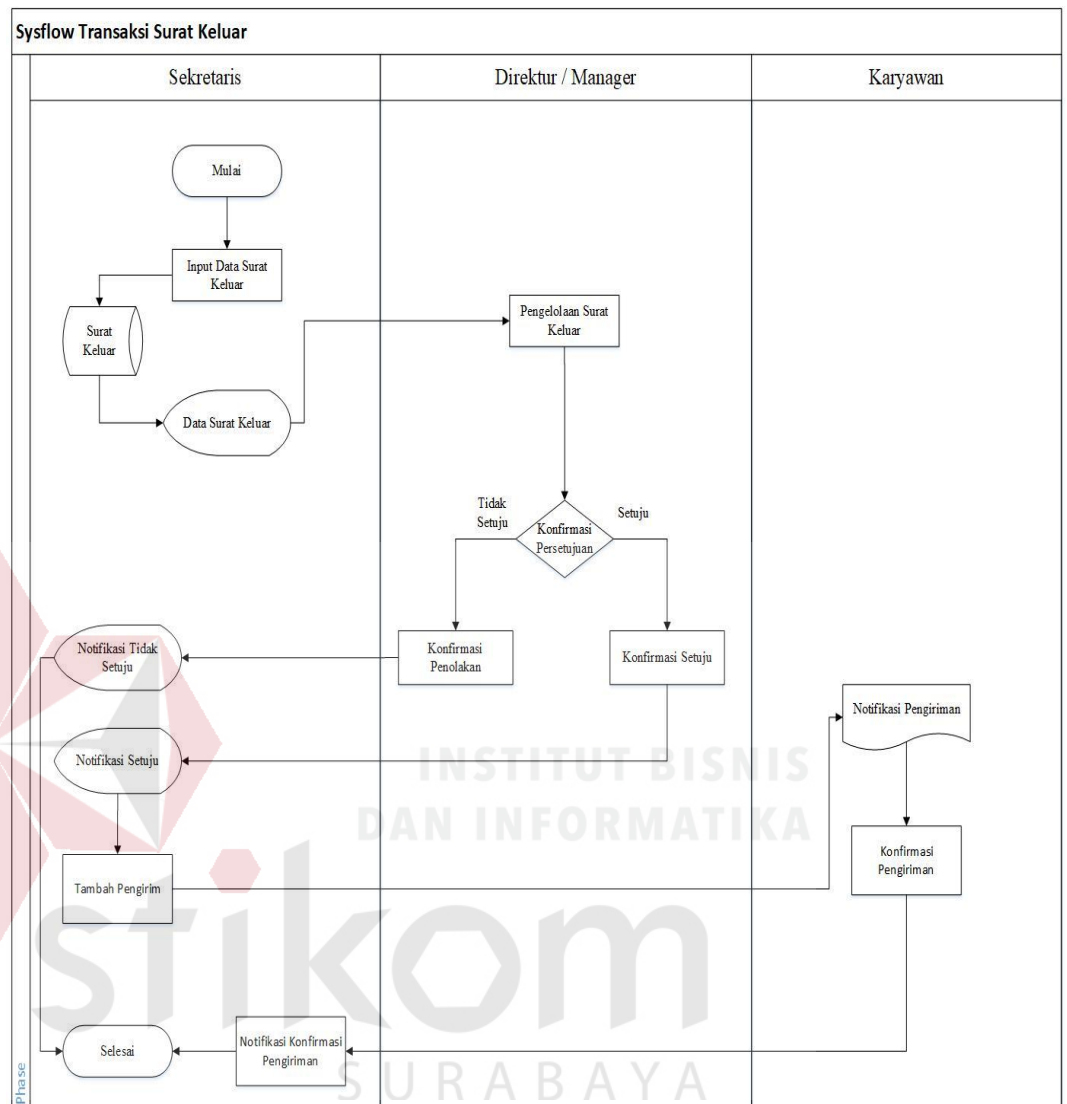 Sysflow Transaksi Surat Keluar
Sekretaris
Direktur / Manager
Karyawan
Mulai
Input Data Surat
Keluar
Surat
Keluar
Data Surat Keluar
Pengelolaan Surat
Keluar
Tidak
Setuju
Setuju
Konfirmasi
Persetujuan
Konfirmasi
Penolakan
Konfirmasi Setuju
Notifikasi Tidak
Setuju
Notifikasi Setuju
Notifikasi Pengiriman
Konfirmasi
Pengiriman
Tambah Pengirim
Notifikasi Konfirmasi
Pengiriman
Selesai
Phase
INSTITUT BISNIS
DAN INFORMATIKA
stikom
SURABAYA